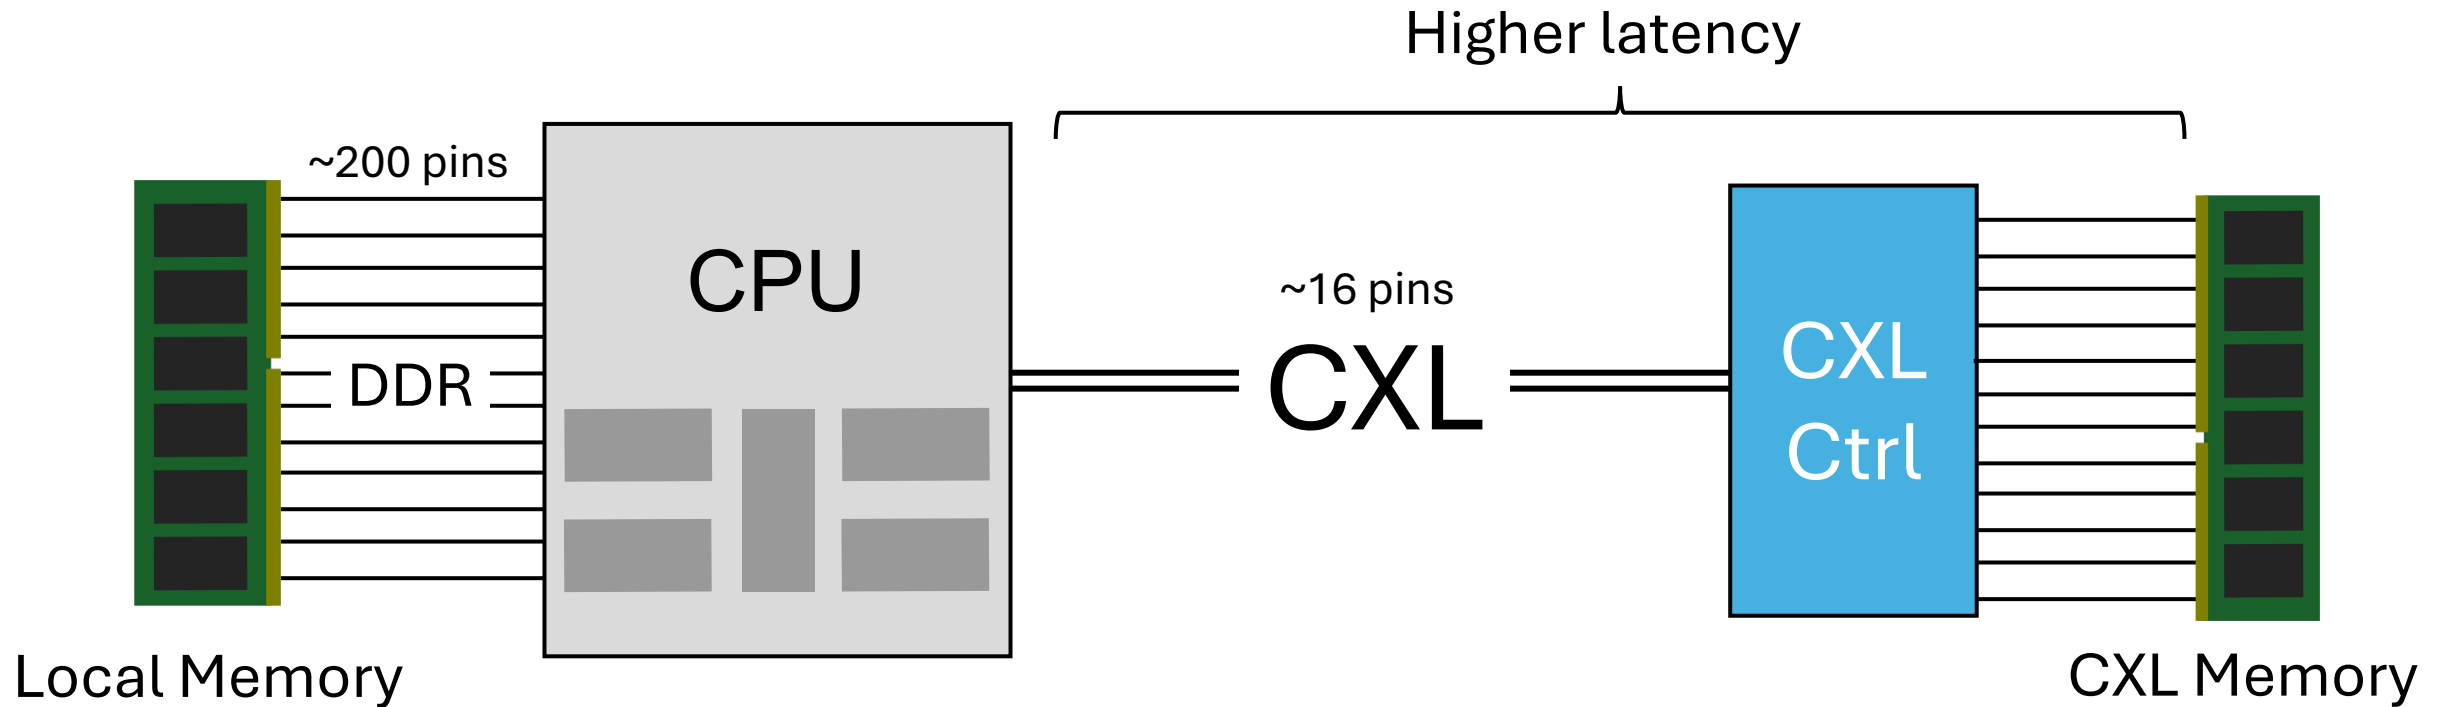 Higher latency
~200 pins
CPU
~16 pins
DDR
CXL
CXL
Ctrl
Local Memory
CXL Memory